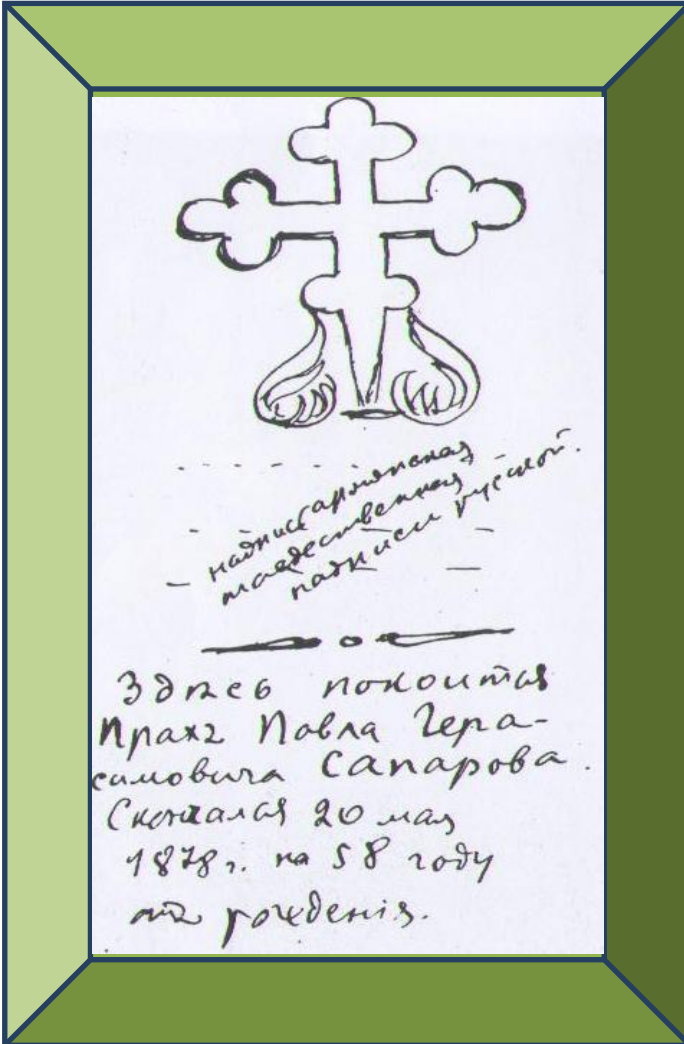 надпись армянская
тождественная
надписи русской.
Здѣсь покоится
Прахъ Павла Гера-
симовича Сапарова.
Скончался 20 мая
1878 г. на 58 году
отъ рожденія.